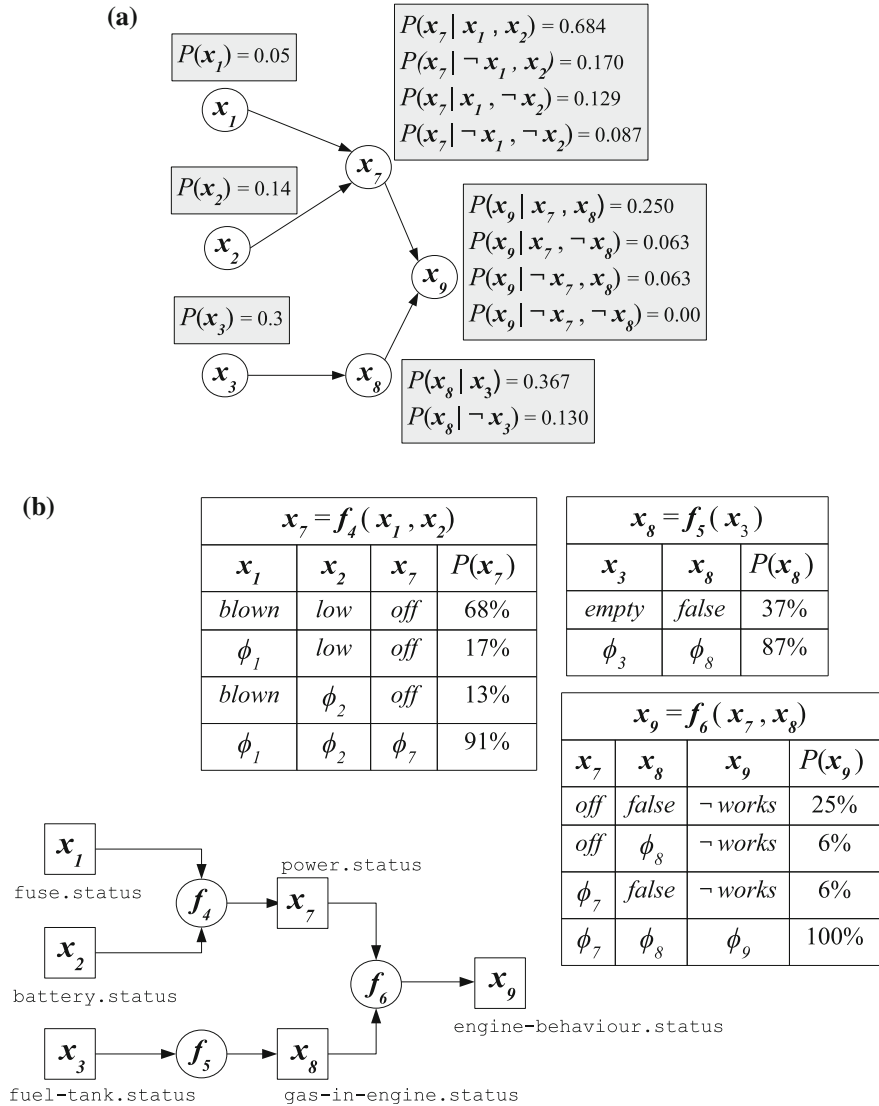 (a)
P(x7 | x1 , x2) = 0.684
P(x7 | ¬ x1 , x2) = 0.170
P(x7 | x1 , ¬ x2) = 0.129
P(x7 | ¬ x1 , ¬ x2) = 0.087
P(x1) = 0.05
x1
x7
P(x2) = 0.14
x2
P(x9 | x7 , x8) = 0.250
P(x9 | x7 , ¬ x8) = 0.063
P(x9 | ¬ x7 , x8) = 0.063
P(x9 | ¬ x7 , ¬ x8) = 0.00
x9
P(x3) = 0.3
x3
x8
P(x8 | x3) = 0.367
P(x8 | ¬ x3) = 0.130
(b)
x7 = f4( x1 , x2)
x1 x2 x7 P(x7)
blown low off 68%
ϕ1 low off 17%
blown ϕ2 off 13%
ϕ1 ϕ2 ϕ7 91%
x8 = f5( x3)
x3 x8 P(x8)
empty false 37%
ϕ3 ϕ8 87%
x9 = f6( x7 , x8)
x7 x8 x9 P(x9)
off false ¬ works 25%
off ϕ8 ¬ works 6%
ϕ7 false ¬ works 6%
ϕ7 ϕ8 ϕ9 100%
x1
fuse.status
f4
power.status
x7
x2
battery.status
f6
x9
engine-behaviour.status
x3
fuel-tank.status
f5
x8
gas-in-engine.status